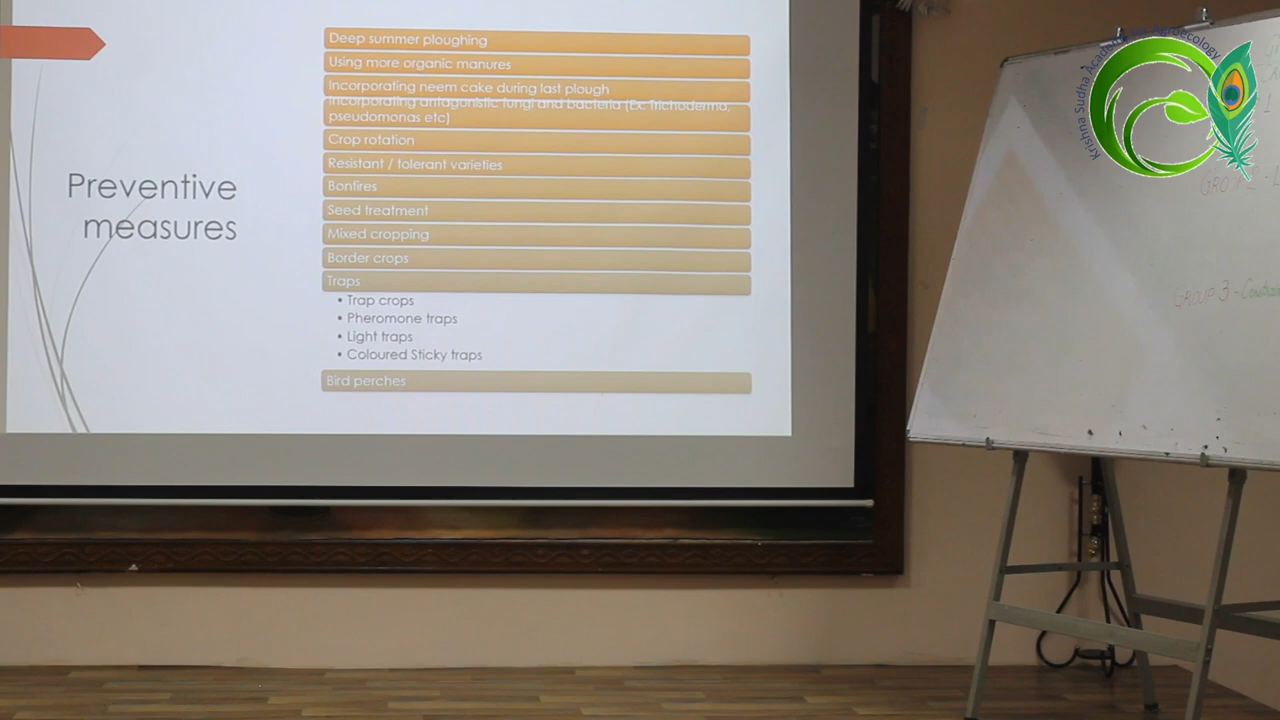 Preventive
measures
Deep summer ploughing
Using more organic manures
Incorporating neem cake during last plough
Incorporating antagonistic fungi and bacteria (Ex: Trichoderma,
pseudomonas etc)
Crop rotation
Resistant / tolerant varieties
Bonfires
Seed treatment
Mixed cropping
Border crops
Traps
• Trap crops
• Pheromone traps
• Light traps
• Coloured Sticky traps
Bird perches
Krishna Sudha Academy for Agroecology
GROUP 3 -